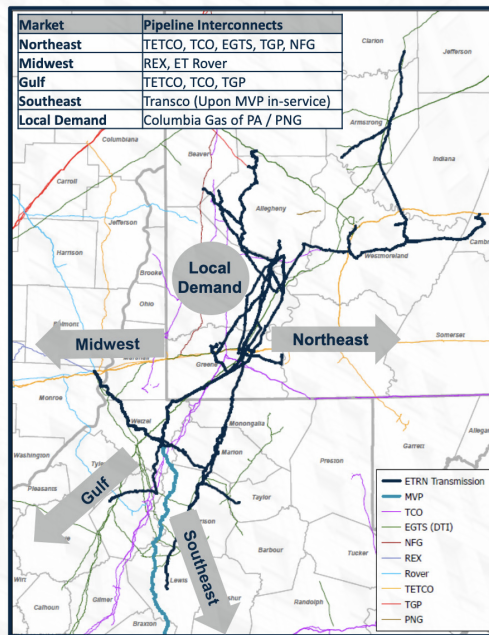 Market Pipeline Interconnects
Northeast TETCO, TCO, EGTS, TGP, NFG
Midwest REX, ET Rover
Gulf TETCO, TCO, TGP
Southeast Transco (Upon MVP in-service)
Local Demand Columbia Gas of PA / PNG
Clarion
Jefferson
Armstrong
Columbiana
Beaver
Indiana
Carroll
Jefferson
Allegheny
Westmoreland
Harrison
Brooke
Local
Demand
Ohio
Midwest
Northeast
Somerset
Greene
Monroe
Wetzel
Monongalia
Marion
Washington
Garrett
Pleasants
Preston
Gulf
Taylor
Southeast
Barbour
Tucker
Wirt
Lewis
Gilmer
Calhoun
Randolph
Braxton
ETRN Transmission
MVP
TCO
EGTS (DTI)
NFG
REX
Rover
TETCO
TGP
PNG